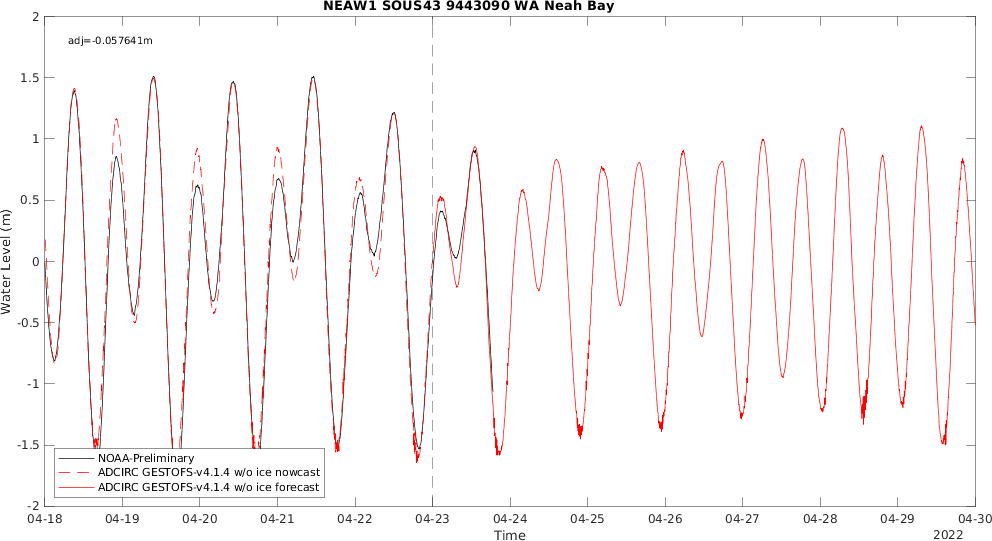 NEAW1 SOUS43 9443090 WA Neah Bay
adj=-0.057641m
Water Level (m)
2
1.5
1
0.5
0
-0.5
-1
-1.5
-2
NOAA-Preliminary
ADCIRC GESTOFS-v4.1.4 w/o ice nowcast
ADCIRC GESTOFS-v4.1.4 w/o ice forecast
04-18 04-19 04-20 04-21 04-22 04-23 04-24 04-25 04-26 04-27 04-28 04-29 04-30
Time
2022